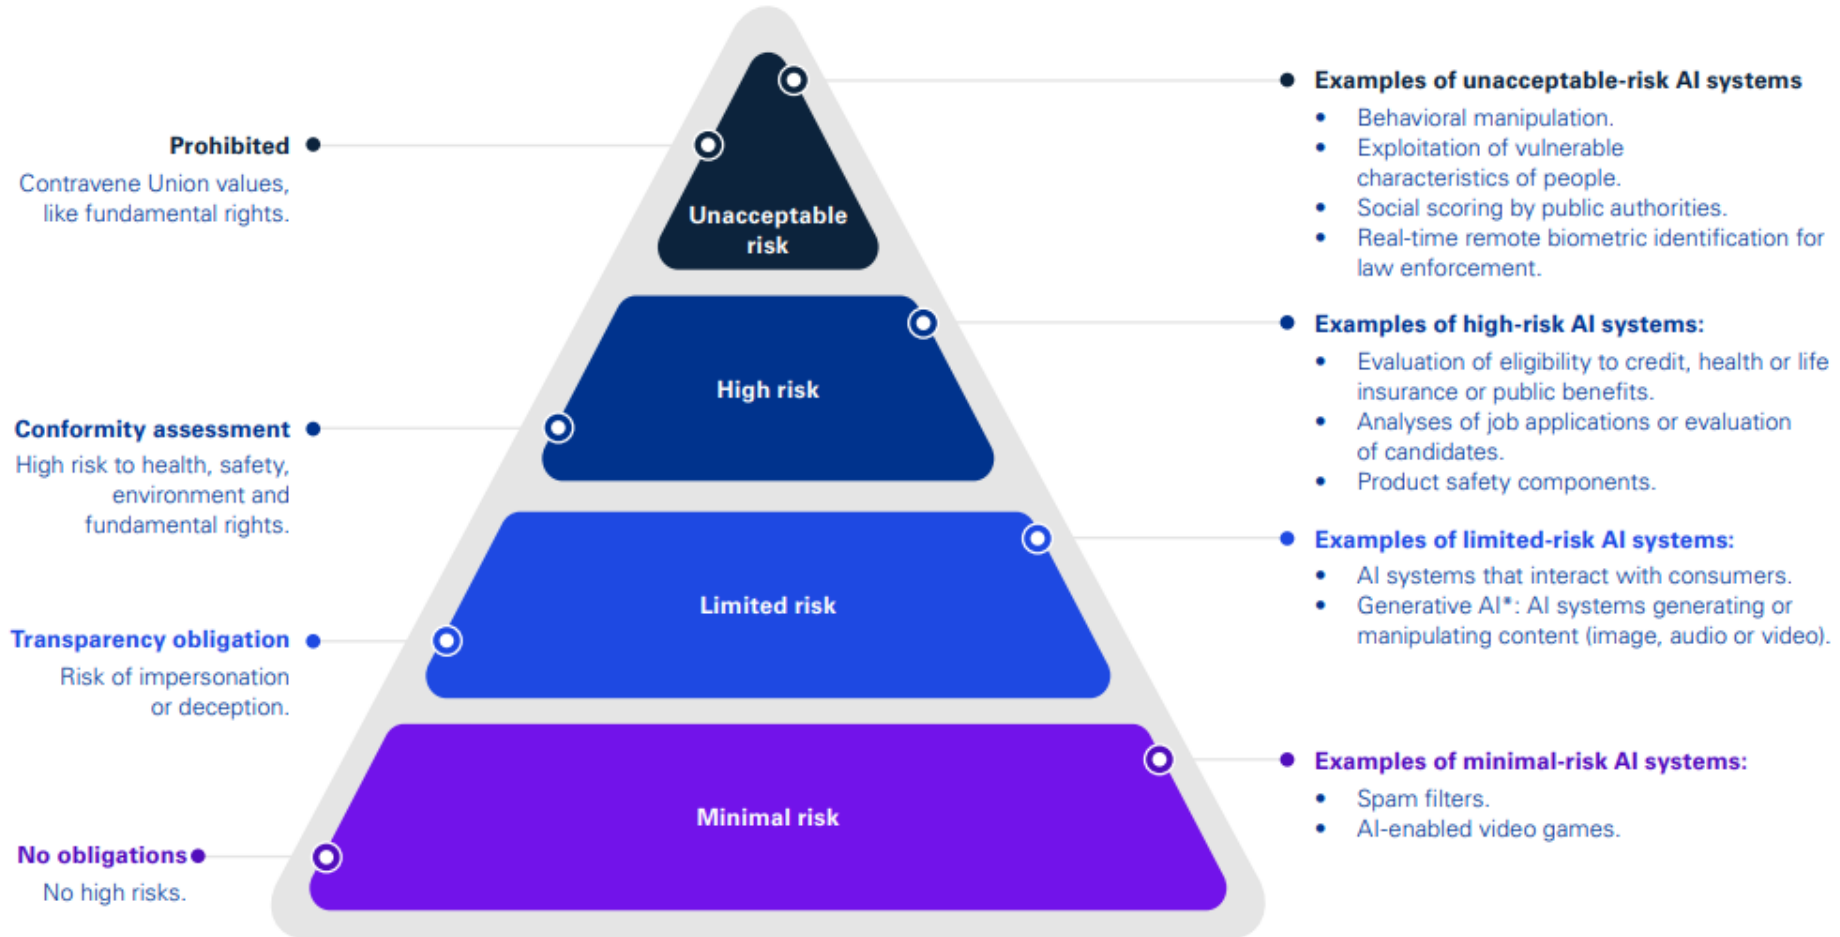 Prohibited
Contravene Union values,
like fundamental rights.
Unacceptable
risk
Examples of unacceptable-risk AI systems
• Behavioral manipulation.
• Exploitation of vulnerable
characteristics of people.
• Social scoring by public authorities.
• Real-time remote biometric identification for
law enforcement.
Conformity assessment
High risk to health, safety,
environment and
fundamental rights.
High risk
Examples of high-risk AI systems:
• Evaluation of eligibility to credit, health or life
insurance or public benefits.
• Analyses of job applications or evaluation
of candidates.
• Product safety components.
Transparency obligation
Risk of impersonation
or deception.
Limited risk
Examples of limited-risk AI systems:
• AI systems that interact with consumers.
• Generative AI*: AI systems generating or
manipulating content (image, audio or video).
No obligations
No high risks.
Minimal risk
Examples of minimal-risk AI systems:
• Spam filters.
• AI-enabled video games.